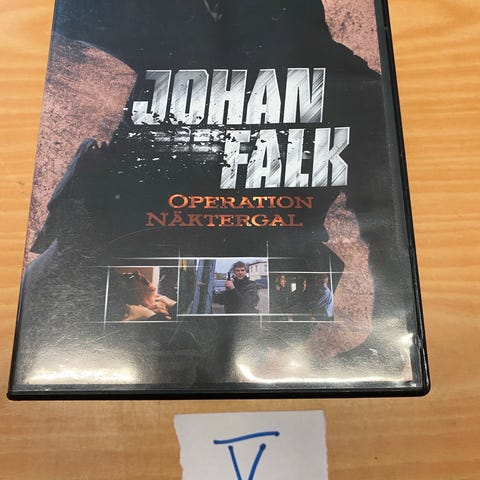 JOHAN
FALK
OPERATION
NÄKTERGAL
V